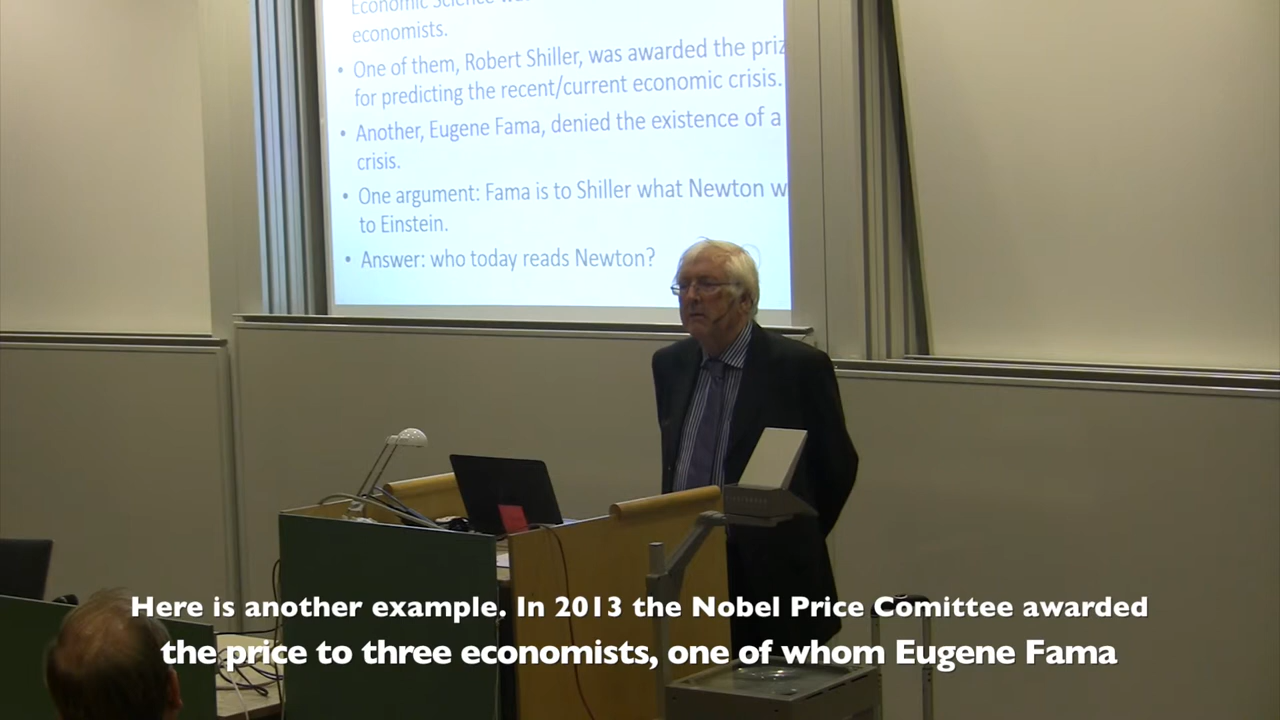 Economic Science
economists.
• One of them, Robert Shiller, was awarded the priz
for predicting the recent/current economic crisis.
• Another, Eugene Fama, denied the existence of a
crisis.
• One argument: Fama is to Shiller what Newton w
to Einstein.
• Answer: who today reads Newton?
Here is another example. In 2013 the Nobel Price Comittee awarded
the price to three economists, one of whom Eugene Fama